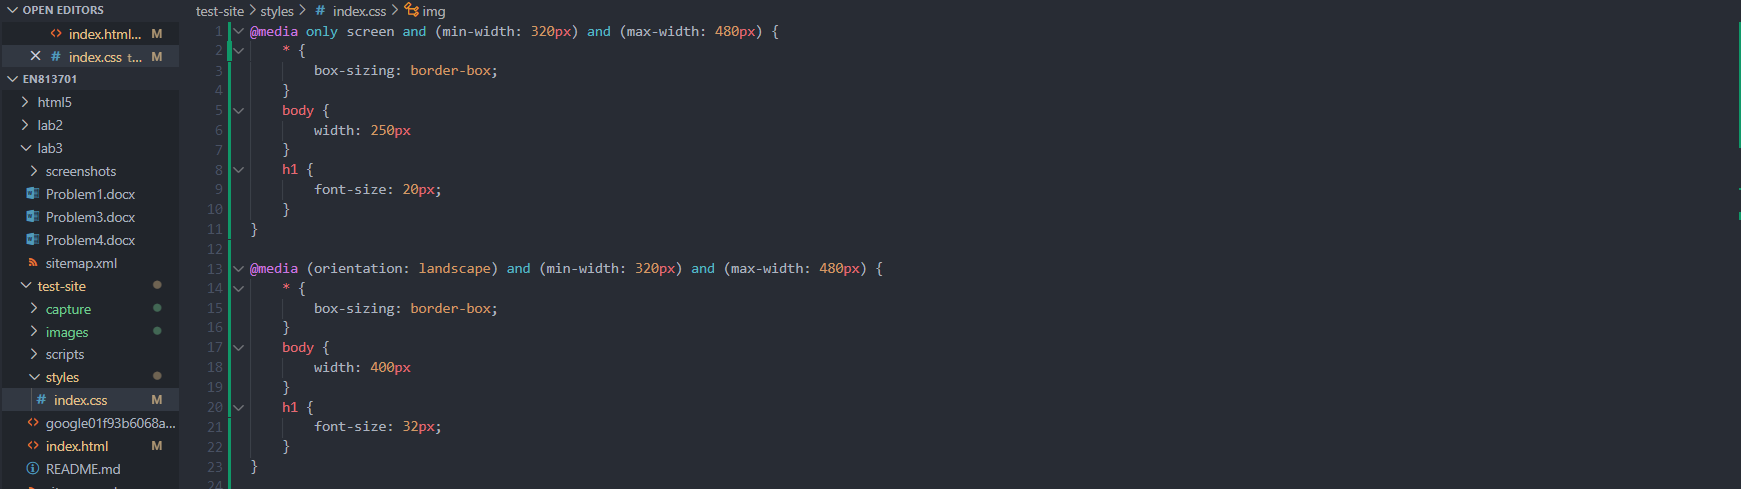 OPEN EDITORS
<> index.html... M
# index.css t... M
EN813701
html5
lab2
lab3
screenshots
Problem1.docx
Problem3.docx
Problem4.docx
sitemap.xml
test-site
capture
images
scripts
styles
# index.css M
<> google01f93b6068a...
<> index.html M
README.md
test-site > styles > # index.css > img
1 @media only screen and (min-width: 320px) and (max-width: 480px) {
2 * {
3 box-sizing: border-box;
4 }
5 body {
6 width: 250px
7 }
8 h1 {
9 font-size: 20px;
10 }
11 }
12
13 @media (orientation: landscape) and (min-width: 320px) and (max-width: 480px) {
14 * {
15 box-sizing: border-box;
16 }
17 body {
18 width: 400px
19 }
20 h1 {
21 font-size: 32px;
22 }
23 }
24